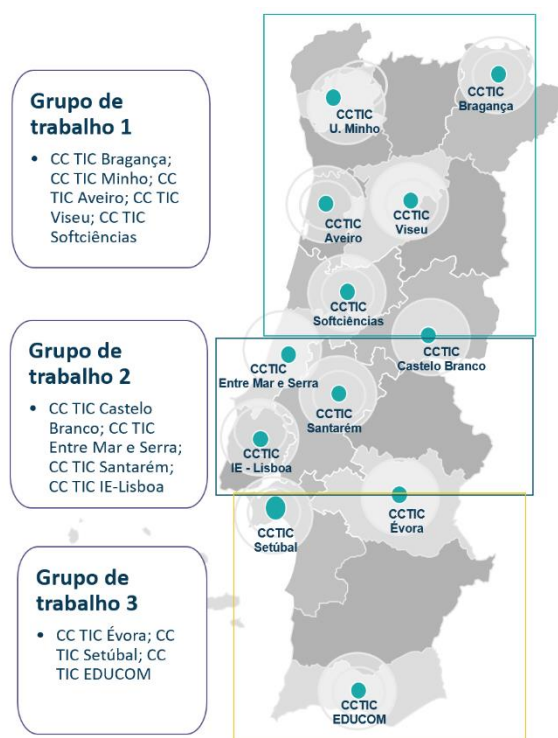 Grupo de
trabalho 1
• CC TIC Bragança;
CC TIC Minho; CC
TIC Aveiro; CC TIC
Viseu; CC TIC
Softciências
Grupo de
trabalho 2
• CC TIC Castelo
Branco; CC TIC
Entre Mar e Serra;
CC TIC Santarém;
CC TIC IE-Lisboa
Grupo de
trabalho 3
• CC TIC Évora; CC
TIC Setúbal; CC
TIC EDUCOM
CCTIC
Bragança
CCTIC
U. Minho
CCTIC
Aveiro
CCTIC
Viseu
CCTIC
Softciências
CCTIC
Castelo Branco
CCTIC
Entre Mar e Serra
CCTIC
Santarém
CCTIC
IE - Lisboa
CCTIC
Évora
CCTIC
Setúbal
CCTIC
EDUCOM